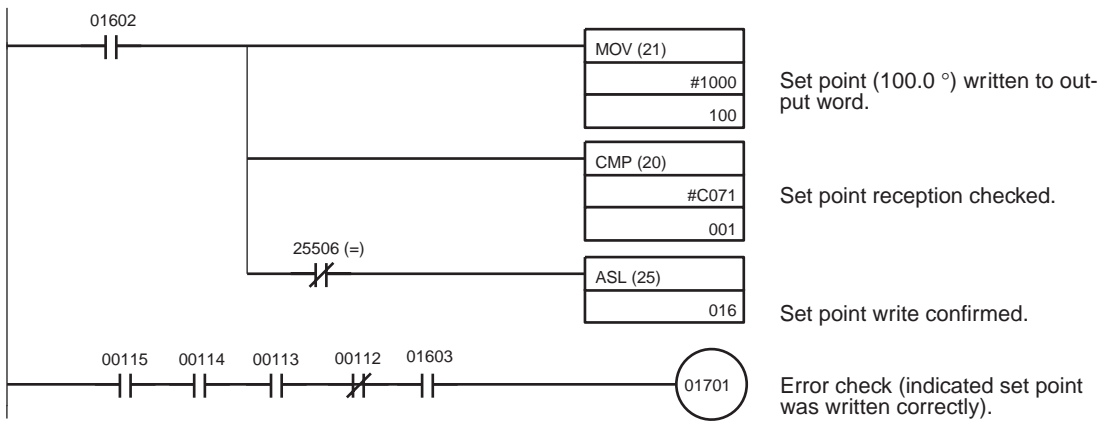 01602
MOV (21)
#1000
100
Set point (100.0 °) written to out-
put word.
CMP (20)
#C071
001
Set point reception checked.
25506 (=)
ASL (25)
016
Set point write confirmed.
00115 00114 00113 00112 01603
01701
Error check (indicated set point
was written correctly).